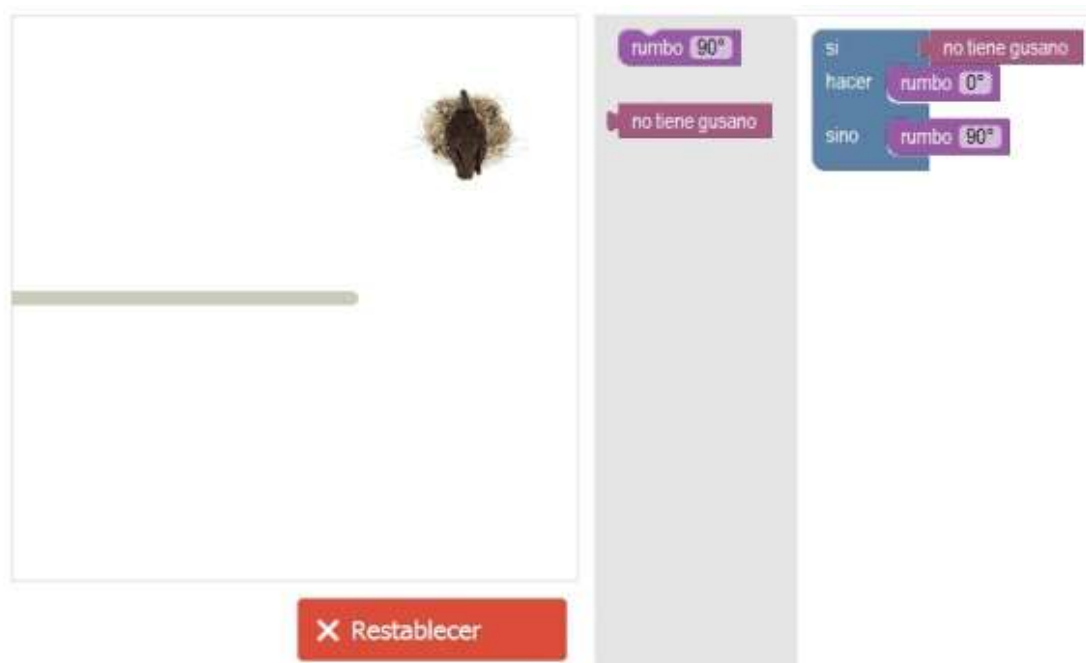 rumbo 90°
no tiene gusano
si no tiene gusano
hacer rumbo 0°
sino rumbo 90°
X Restablecer